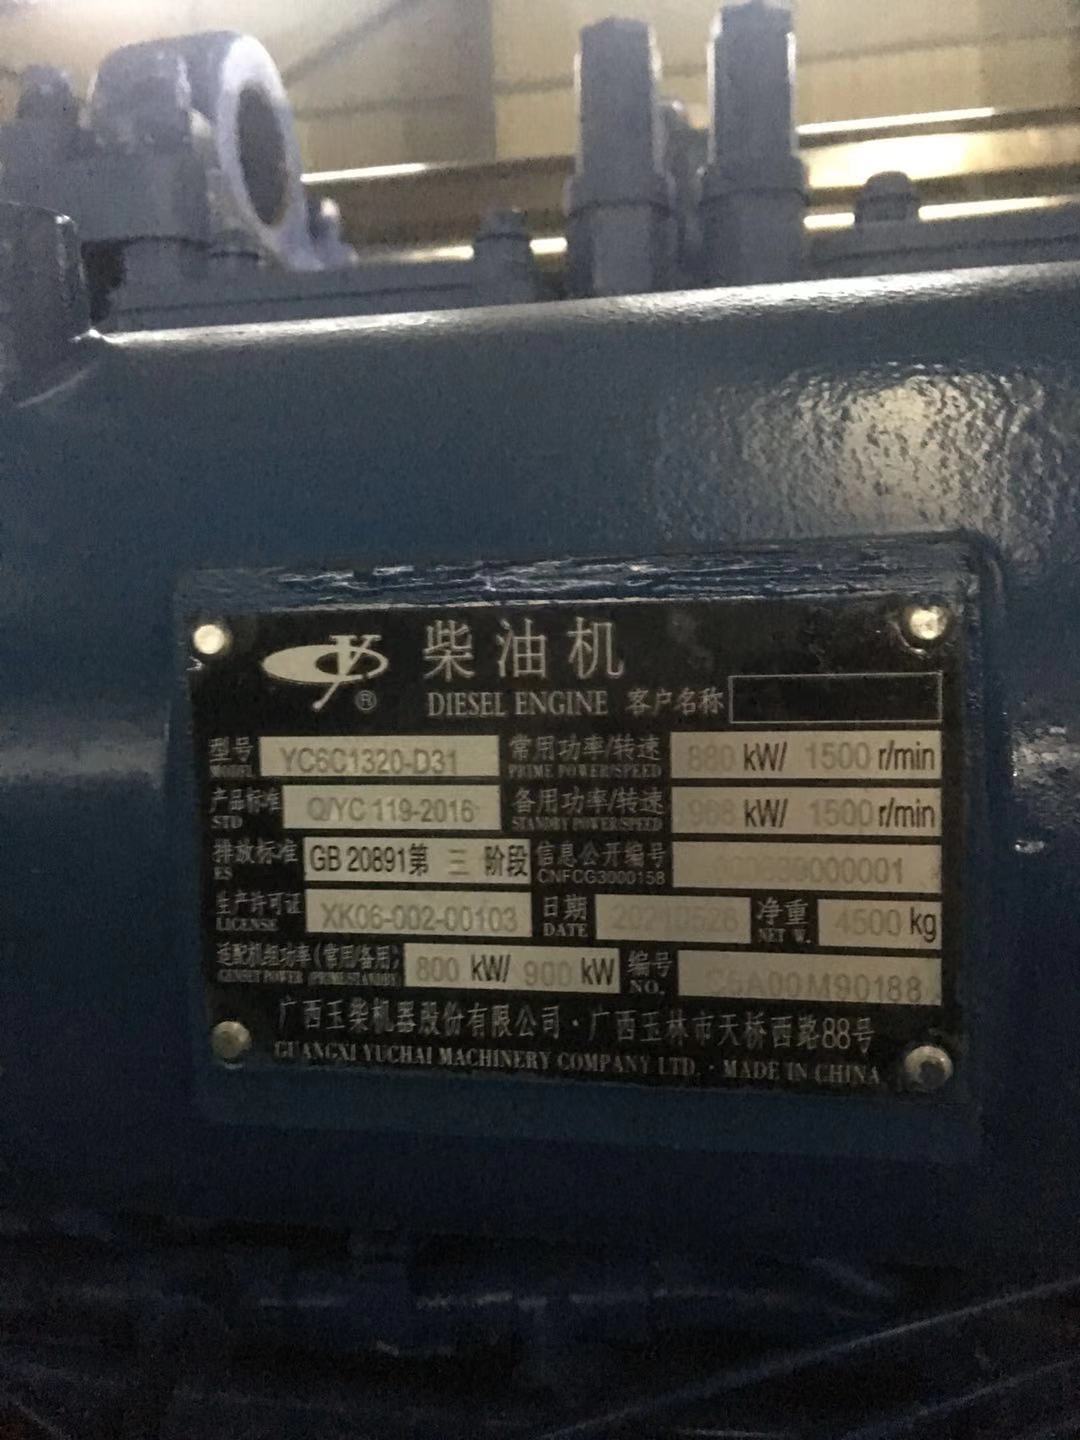 柴油机
DIESEL ENGINE 客户名称
型号 YC6C1320-D31 常用功率/转速 880 kW/ 1500 r/min
MODEL PRIME POWER/SPEED
产品标准 Q/YC 119-2016 备用功率/转速 968 kW/ 1500 r/min
STD STANDBY POWER/SPEED
排放标准 GB 20891第 三 阶段 信息公开编号
ES CNFCG3000158
生产许可证 XK06-002-00103 日期 净重 4500 kg
LICENSE DATE NET W.
适配机组功率(常用/备用) 800 kW/ 900 kW 编号 C6A00M90188
GENSET POWER (PRIME/STANDBY) NO.
广西玉柴机器股份有限公司·广西玉林市天桥西路88号
GUANGXI YUCHAI MACHINERY COMPANY LTD. · MADE IN CHINA